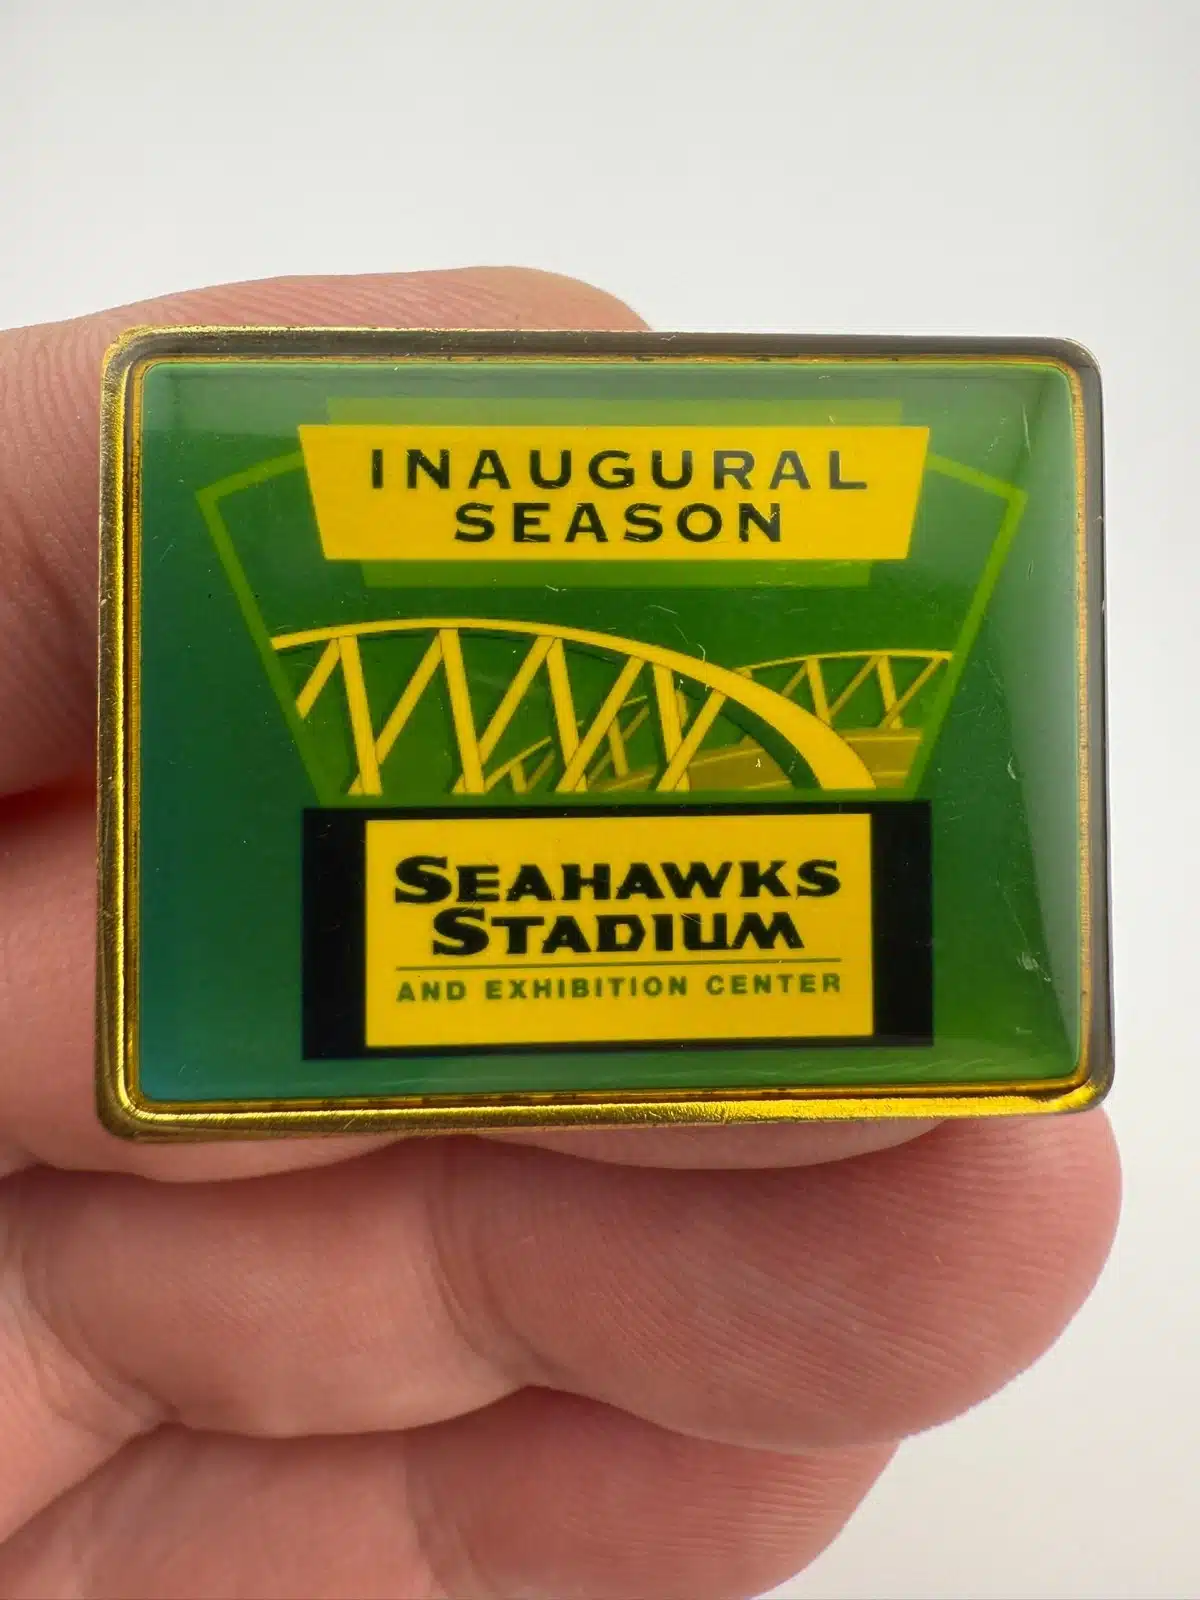 INAUGURAL
SEASON
SEAHAWKS
STADIUM
AND EXHIBITION CENTER